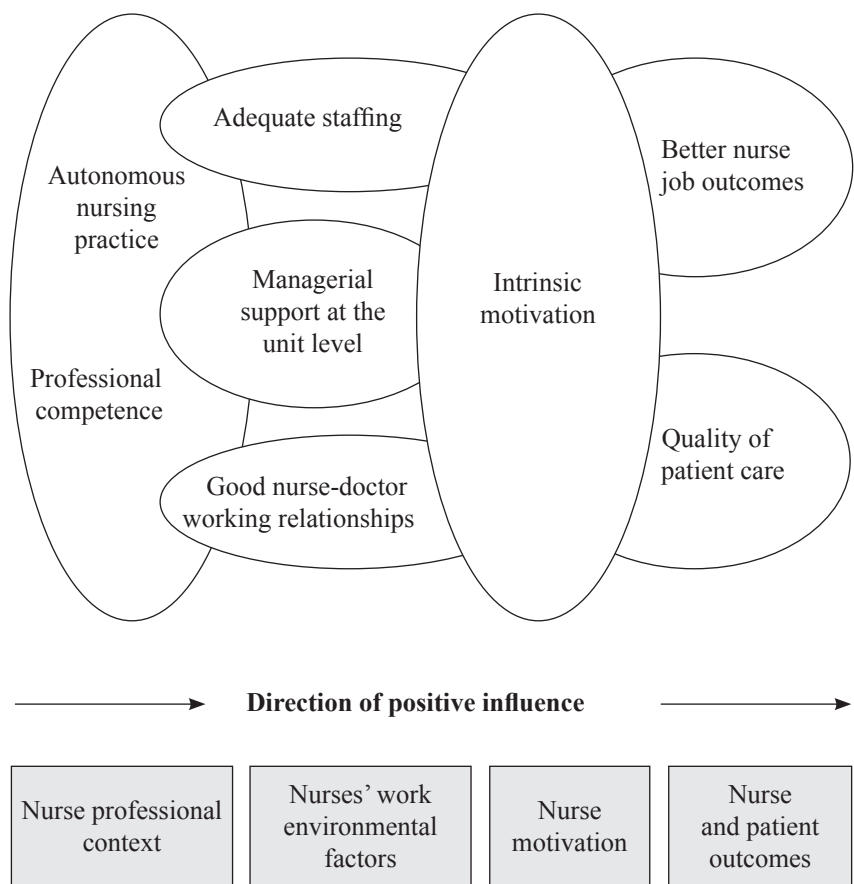 Adequate staffing
Autonomous
nursing
practice
Professional
competence
Managerial
support at the
unit level
Good nurse-doctor
working relationships
Intrinsic
motivation
Better nurse
job outcomes
Quality of
patient care
Direction of positive influence
Nurse professional
context
Nurses’ work
environmental
factors
Nurse
motivation
Nurse
and patient
outcomes